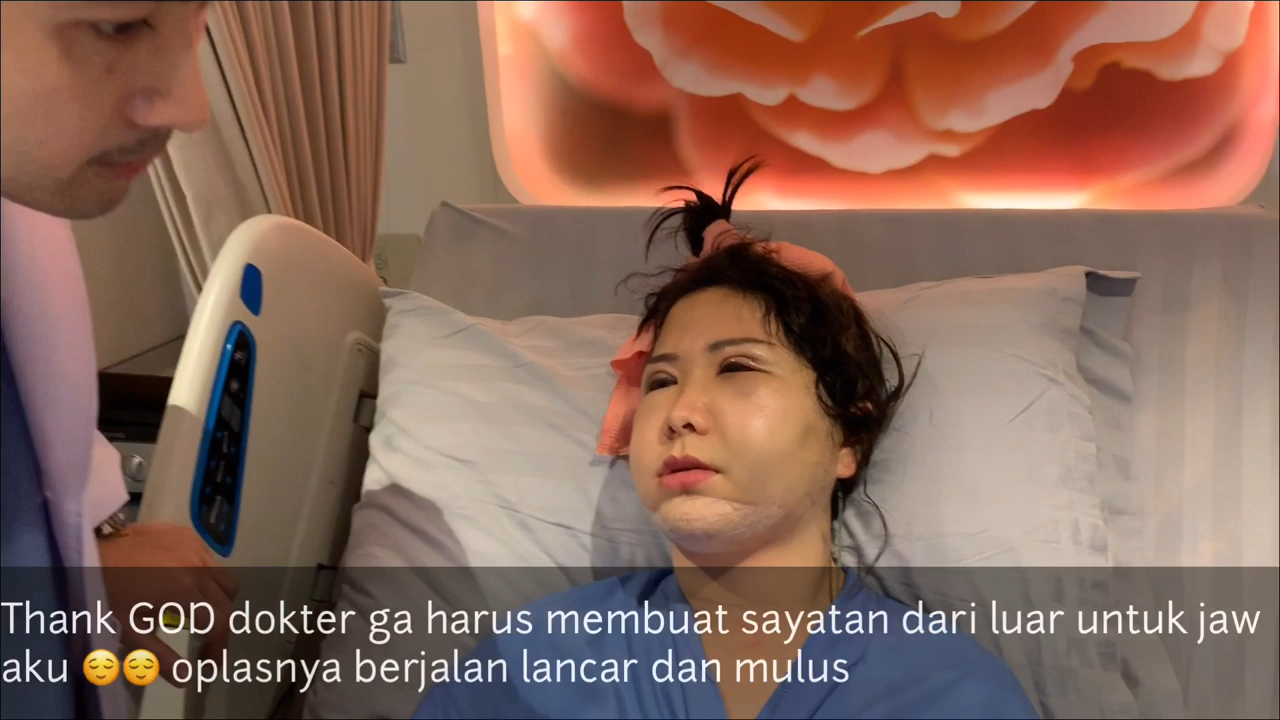 Thank GOD dokter ga harus membuat sayatan dari luar untuk jaw
aku 😌😌 oplasnya berjalan lancar dan mulus